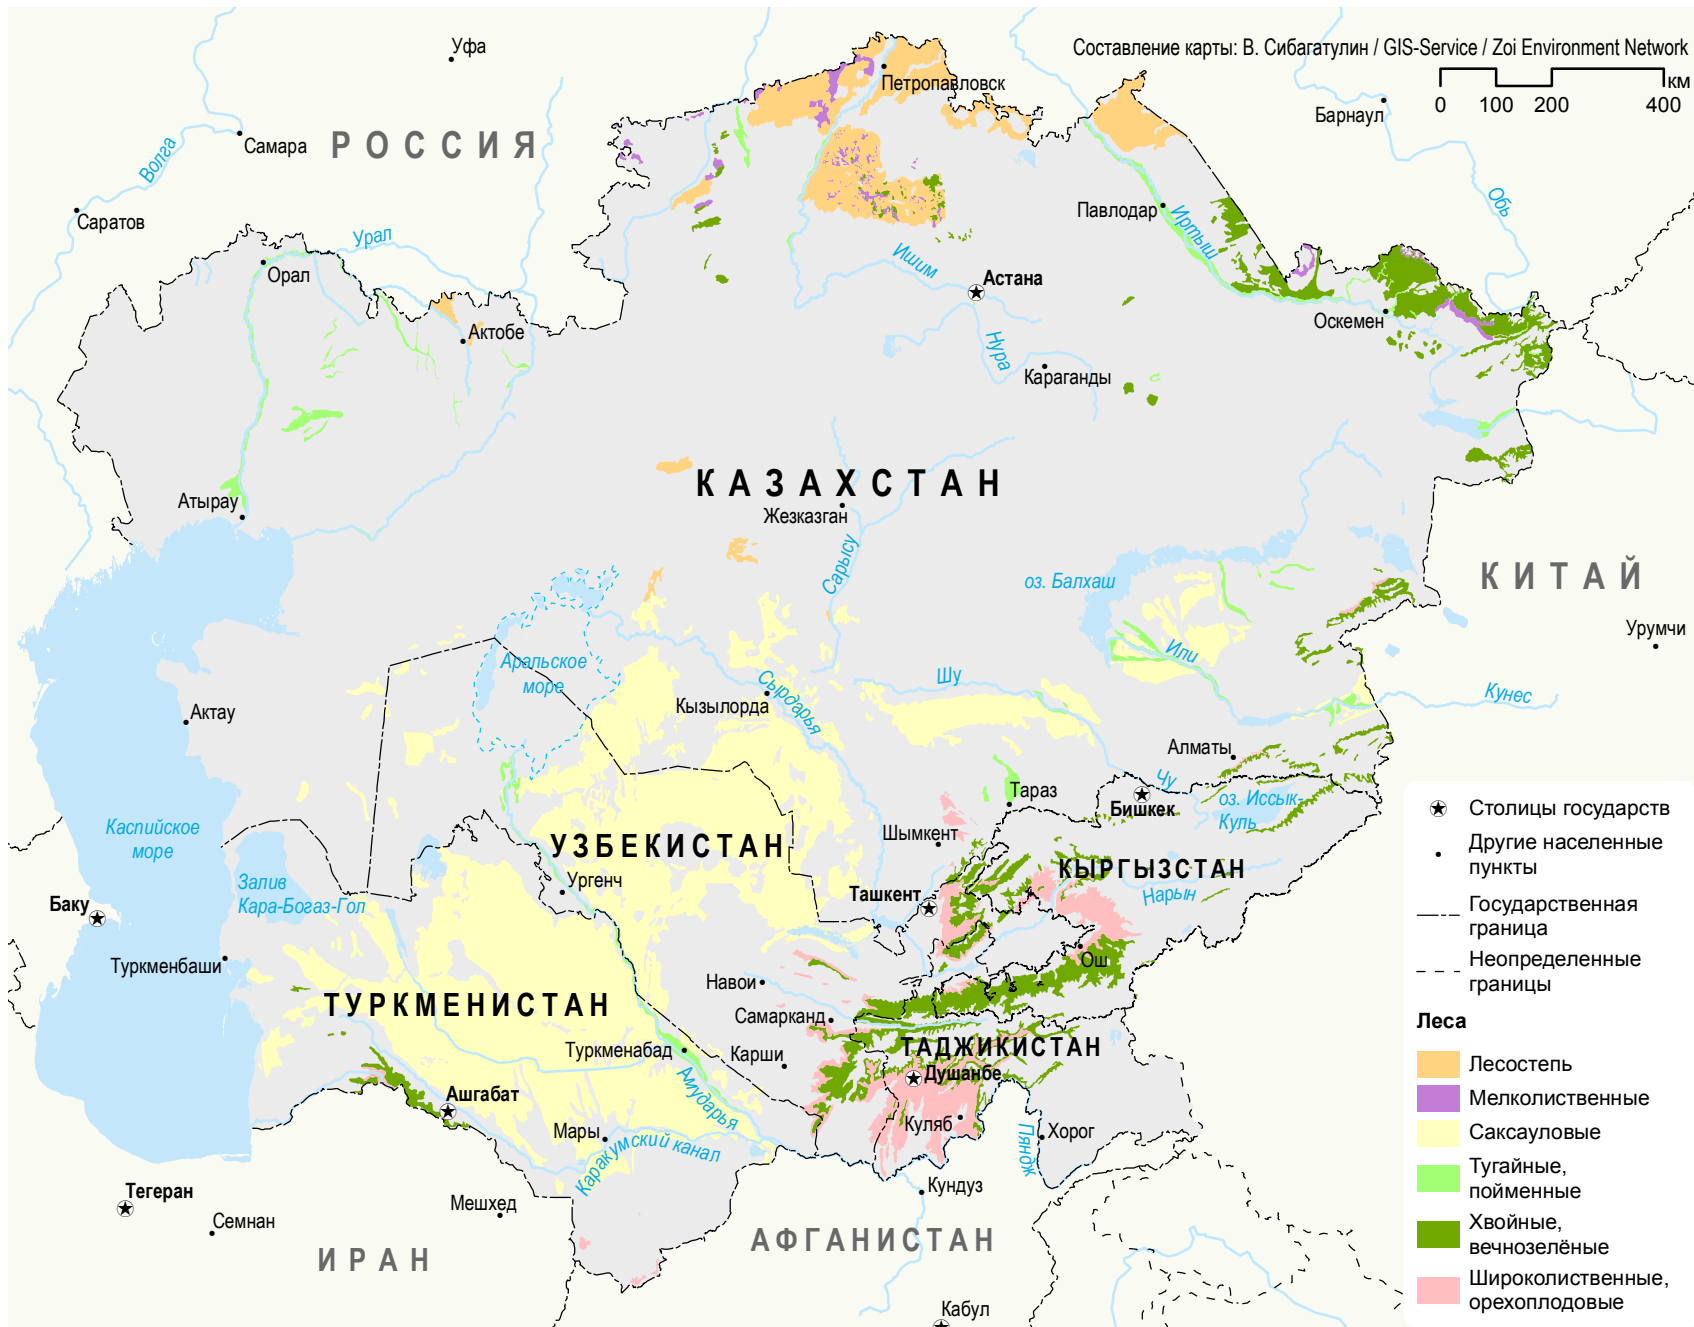 Уфа
Составление карты: В. Сибагатулин / GIS-Service / Zoi Environment Network
км
0 100 200 400
Петропавловск
Барнаул
РОССИЯ
Самара
Волга
Саратов
Обь
Павлодар
Иртыш
Урал
Орал
Ишим
Астана
Оскемен
Актобе
Нура
Караганды
КАЗАХСТАН
Атырау
Жезказган
Сарысу
оз. Балхаш
КИТАЙ
Урумчи
Аральское
море
Или
Шу
Сырдарья
Кунес
Актау
Кызылорда
Алматы
Чу
Тараз
Бишкек
оз. Иссык-
Куль
Каспийское
море
Шымкент
УЗБЕКИСТАН
КЫРГЫЗСТАН
Залив
Кара-Богаз-Гол
Ургенч
Ташкент
Нарын
Баку
Ош
Туркменбаши
Навои
ТУРКМЕНИСТАН
Самарканд
Туркменабад
Карши
ТАДЖИКИСТАН
Душанбе
Ашгабат
Амударья
Мары
Каракумский канал
Куляб
Пяндж
Хорог
Тегеран
Семнан
Мешхед
Кундуз
ИРАН
АФГАНИСТАН
Кабул
Столицы государств
Другие населенные
пункты
Государственная
граница
Неопределенные
границы
Леса
Лесостепь
Мелколиственные
Саксауловые
Тугайные,
пойменные
Хвойные,
вечнозелёные
Широколиственные,
орехоплодовые